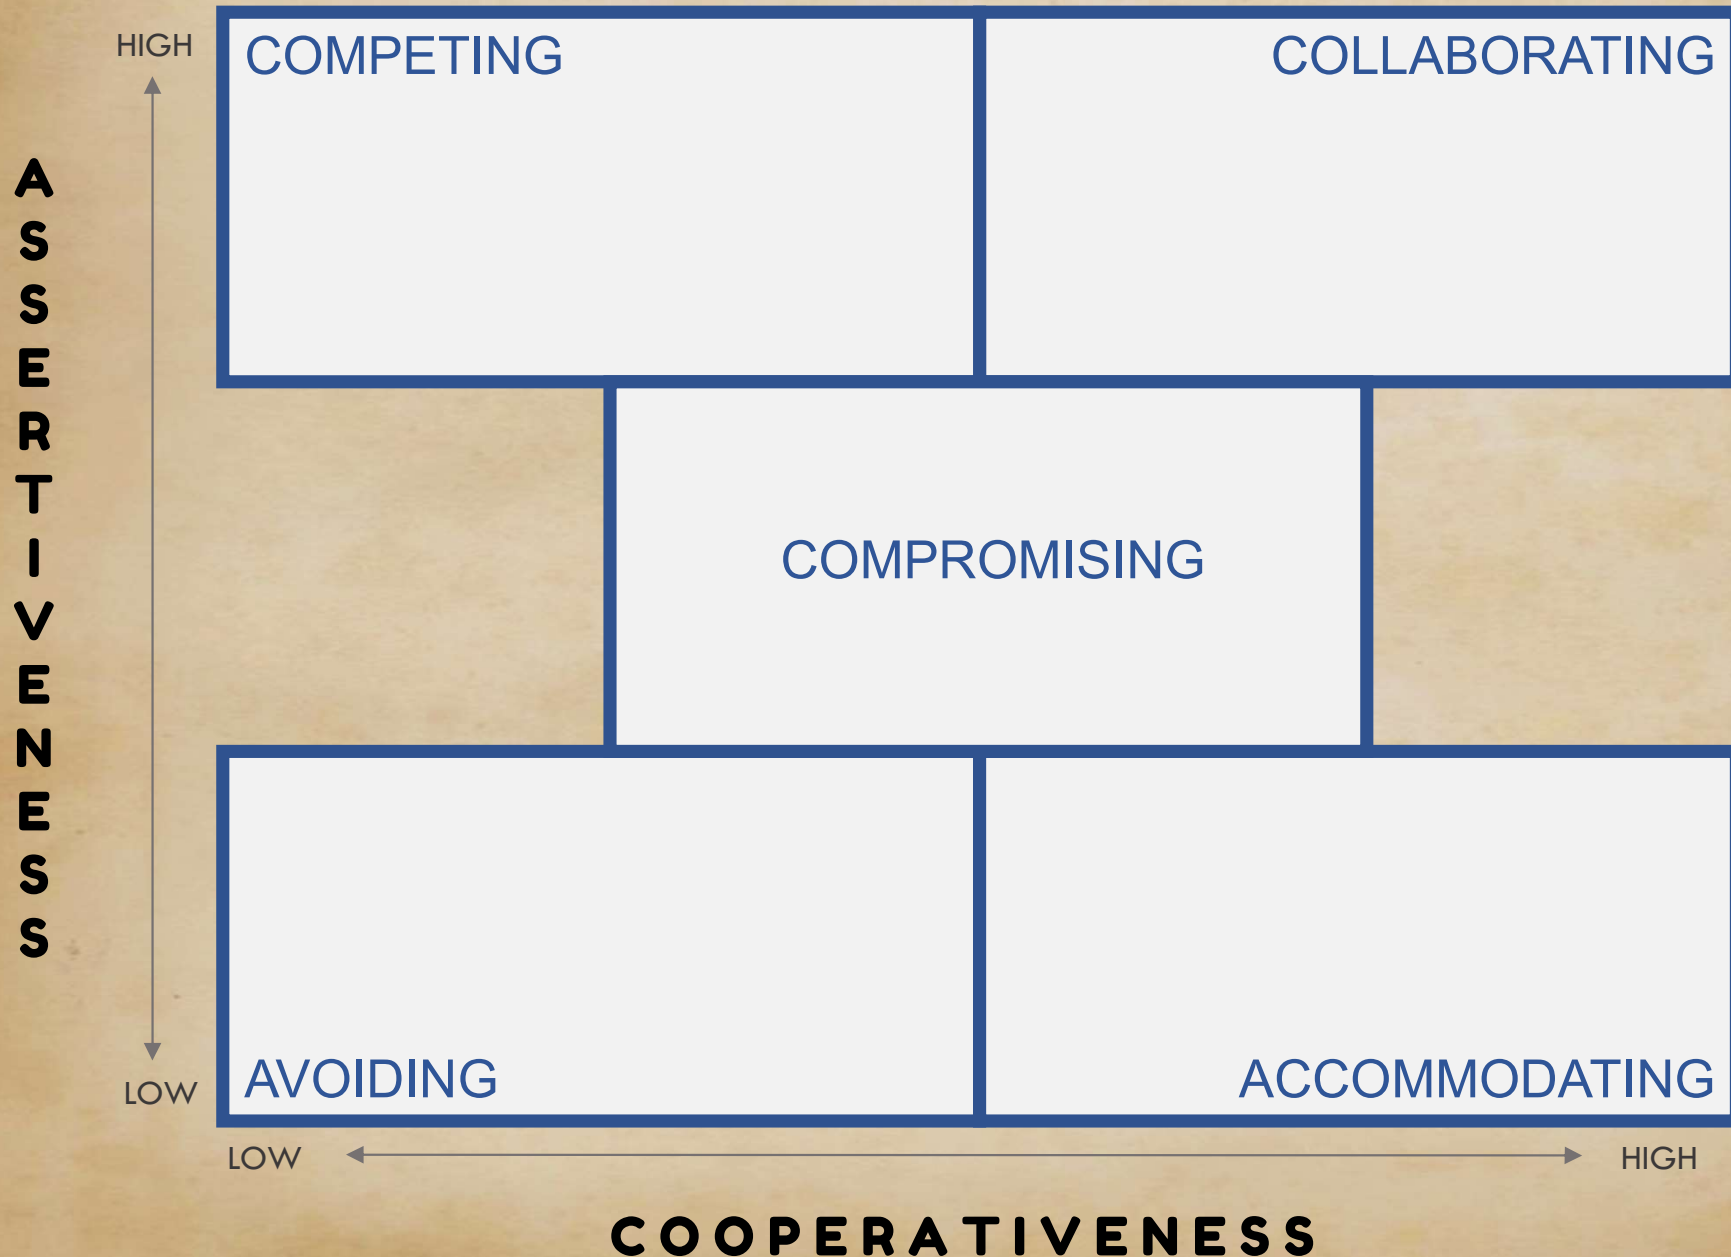 HIGH
COMPETING
COLLABORATING
ASSERTIVENESS
COMPROMISING
AVOIDING
ACCOMMODATING
LOW
LOW
HIGH
COOPERATIVENESS